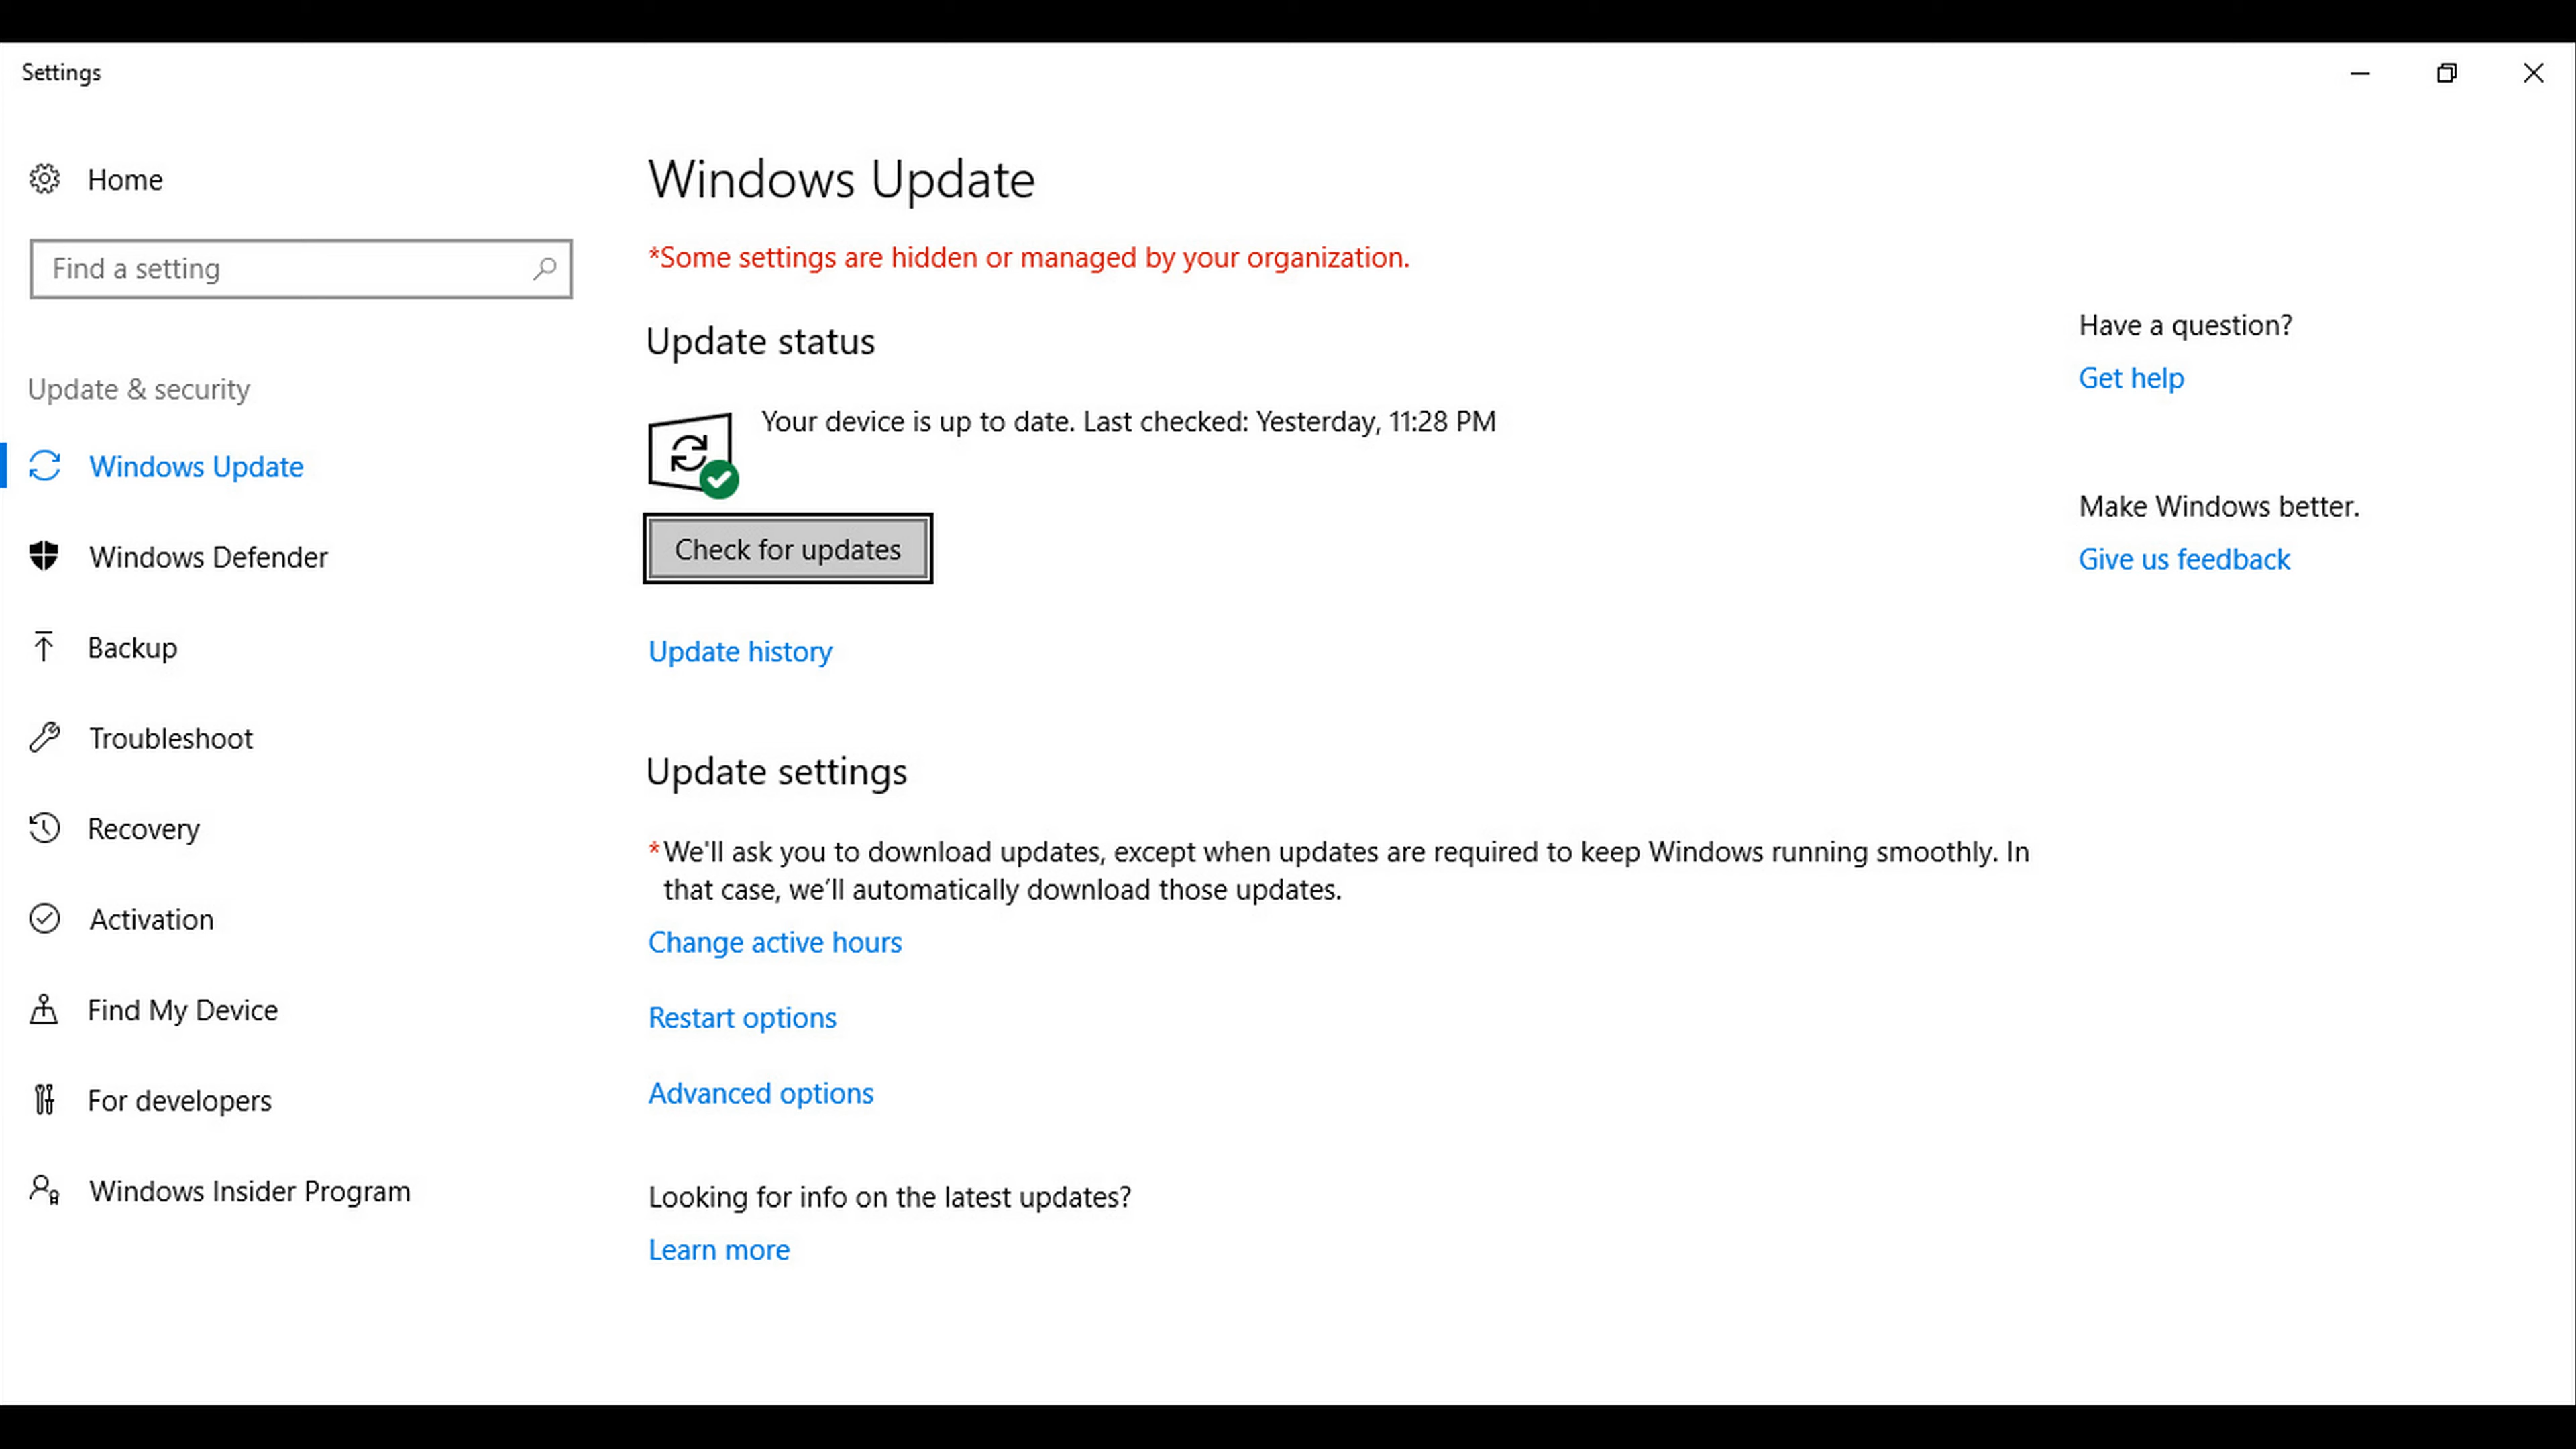 Settings
Home
Find a setting
Update & security
Windows Update
Windows Defender
Backup
Troubleshoot
Recovery
Activation
Find My Device
For developers
Windows Insider Program
Windows Update
*Some settings are hidden or managed by your organization.
Update status
Your device is up to date. Last checked: Yesterday, 11:28 PM
Check for updates
Update history
Update settings
*We'll ask you to download updates, except when updates are required to keep Windows running smoothly. In
that case, we’ll automatically download those updates.
Change active hours
Restart options
Advanced options
Looking for info on the latest updates?
Learn more
Have a question?
Get help
Make Windows better.
Give us feedback